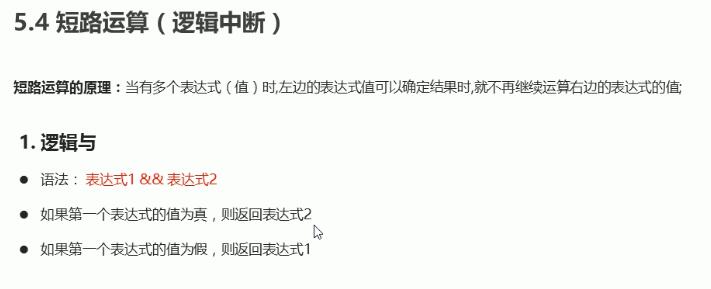 5.4 短路运算（逻辑中断）
短路运算的原理：当有多个表达式（值）时,左边的表达式值可以确定结果时,就不再继续运算右边的表达式的值;
1. 逻辑与
● 语法： 表达式1 && 表达式2
● 如果第一个表达式的值为真，则返回表达式2
● 如果第一个表达式的值为假，则返回表达式1